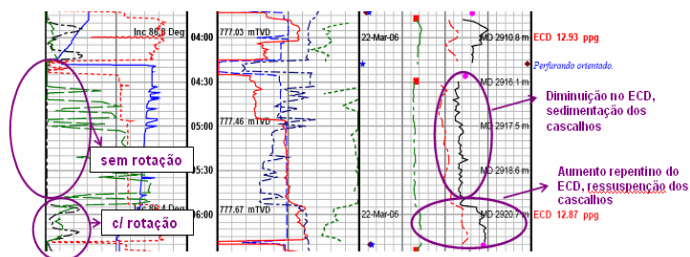 Inc 86.8 Deg
04:00
777.03 mTVD
22-Mar-06
MD 2910.8 m
ECD 12.93 ppg
Perfurando orientado.
04:30
MD 2916.1 m
Diminuição no ECD,
sedimentação dos
cascalhos
777.46 mTVD
05:00
MD 2917.5 m
sem rotação
05:30
MD 2918.6 m
Aumento repentino do
ECD, ressuspenção dos
cascalhos
c/ rotação
06:00
777.67 mTVD
22-Mar-06
MD 2920.7 m
ECD 12.87 ppg